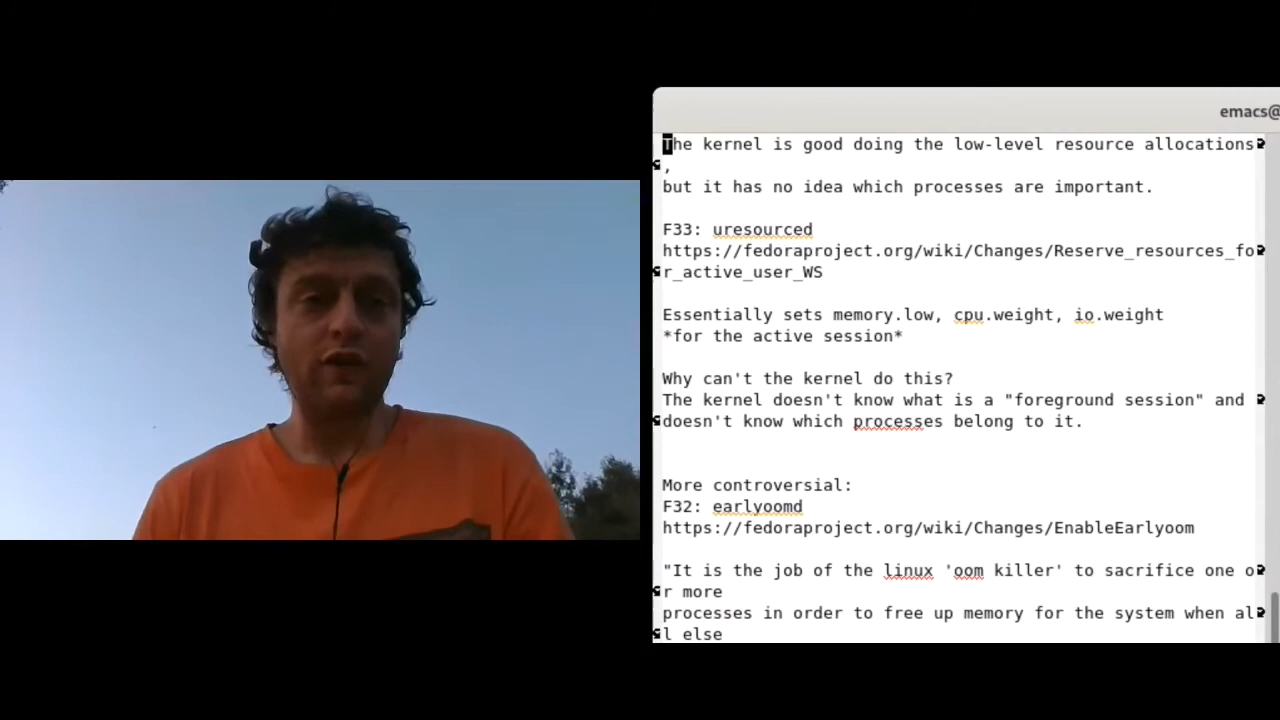 emacs@
The kernel is good doing the low-level resource allocations
,
but it has no idea which processes are important.
F33: uresourced
https://fedoraproject.org/wiki/Changes/Reserve_resources_fo
r_active_user_WS
Essentially sets memory.low, cpu.weight, io.weight
*for the active session*
Why can't the kernel do this?
The kernel doesn't know what is a "foreground session" and
doesn't know which processes belong to it.
More controversial:
F32: earlyoomd
https://fedoraproject.org/wiki/Changes/EnableEarlyoom
"It is the job of the linux 'oom killer' to sacrifice one o
r more
processes in order to free up memory for the system when al
l else